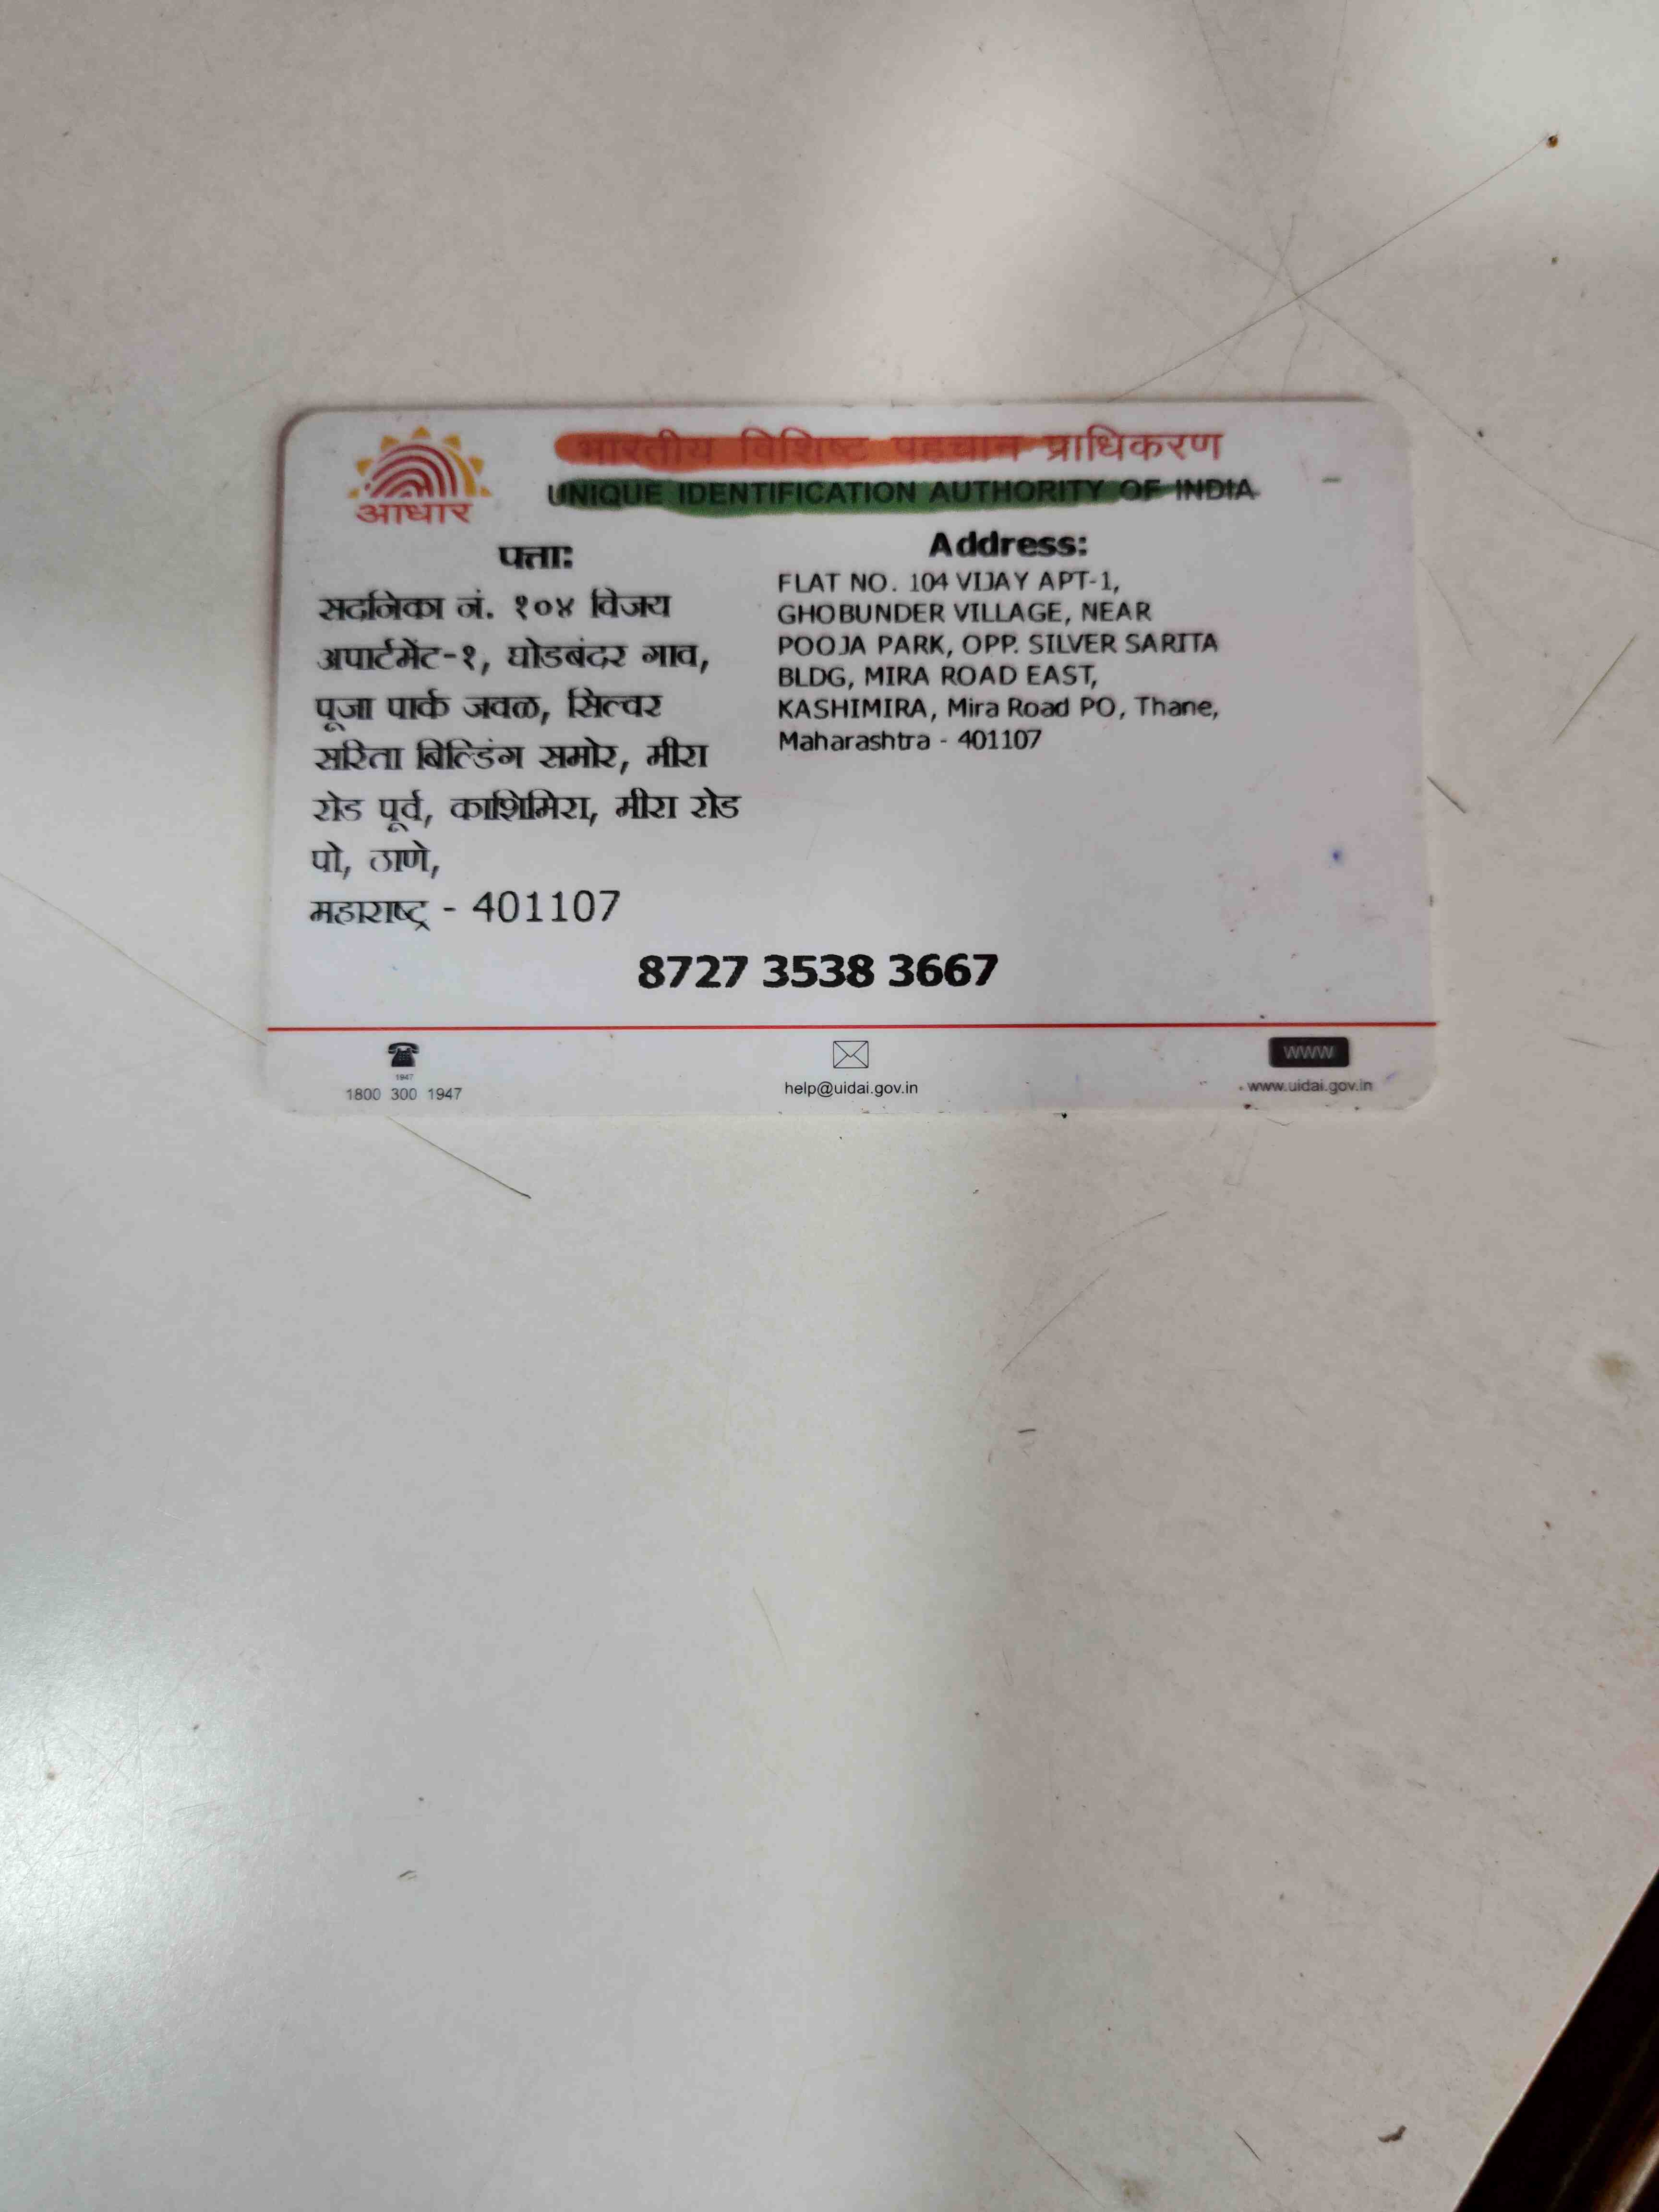 भारतीय विशिष्ट पहचान प्राधिकरण
UNIQUE IDENTIFICATION AUTHORITY OF INDIA
आधार
पत्ता:
सदनिका नं. १०४ विजय
अपार्टमेंट-१, घोडबंदर गाव,
पूजा पार्क जवळ, सिल्वर
सरिता बिल्डिंग समोर, मीरा
रोड पूर्व, काशिमिरा, मीरा रोड
पो, ठाणे,
महाराष्ट्र - 401107
Address:
FLAT NO. 104 VIJAY APT-1,
GHOBUNDER VILLAGE, NEAR
POOJA PARK, OPP. SILVER SARITA
BLDG, MIRA ROAD EAST,
KASHIMIRA, Mira Road PO, Thane,
Maharashtra - 401107
8727 3538 3667
1947
1800 300 1947
help@uidai.gov.in
www
www.uidai.gov.in